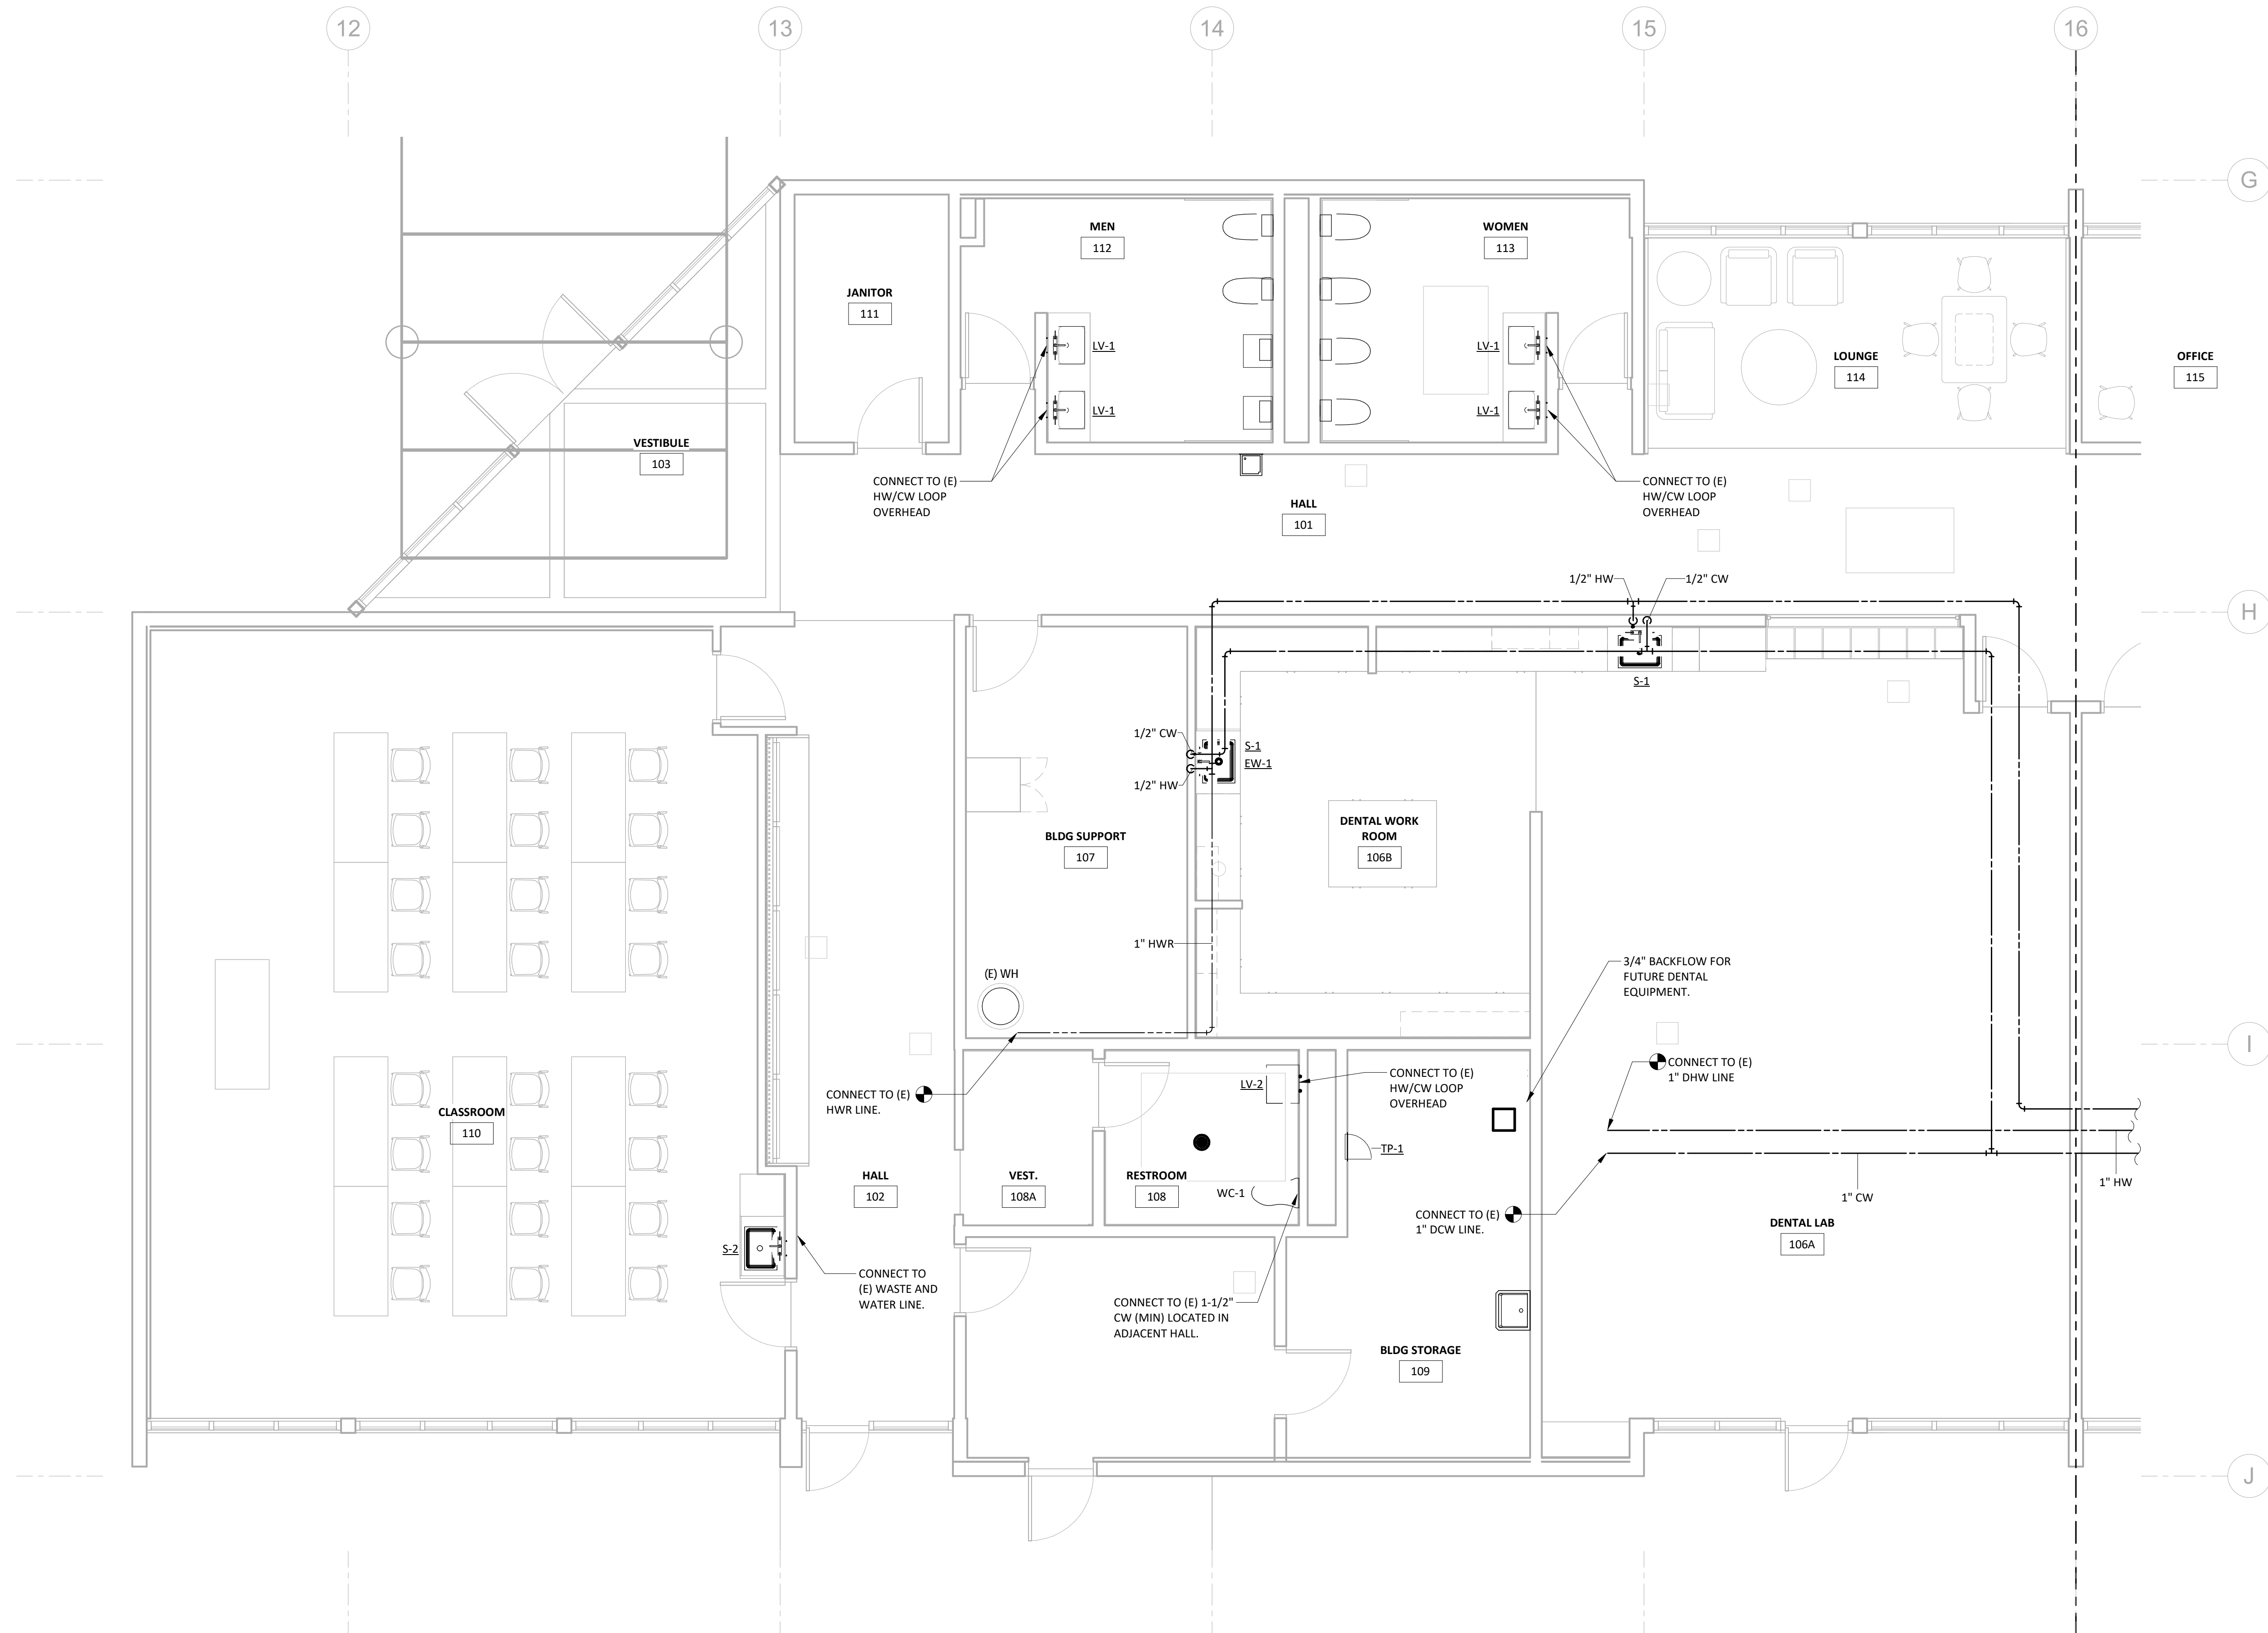 12
13
14
15
16
G
MEN
112
WOMEN
113
JANITOR
111
LV-1
LV-1
LOUNGE
114
OFFICE
115
LV-1
LV-1
VESTIBULE
103
CONNECT TO (E)
HW/CW LOOP
OVERHEAD
CONNECT TO (E)
HW/CW LOOP
OVERHEAD
HALL
101
1/2" HW
1/2" CW
H
S-1
1/2" CW
S-1
EW-1
1/2" HW
BLDG SUPPORT
107
DENTAL WORK
ROOM
106B
1" HWR
(E) WH
3/4" BACKFLOW FOR
FUTURE DENTAL
EQUIPMENT.
I
CONNECT TO (E)
1" DHW LINE
CONNECT TO (E)
HWR LINE.
LV-2
CONNECT TO (E)
HW/CW LOOP
OVERHEAD
CLASSROOM
110
TP-1
HALL
102
VEST.
108A
RESTROOM
108
WC-1
1" HW
1" CW
CONNECT TO (E)
1" DCW LINE.
DENTAL LAB
106A
S-2
CONNECT TO
(E) WASTE AND
WATER LINE.
CONNECT TO (E) 1-1/2"
CW (MIN) LOCATED IN
ADJACENT HALL.
BLDG STORAGE
109
J